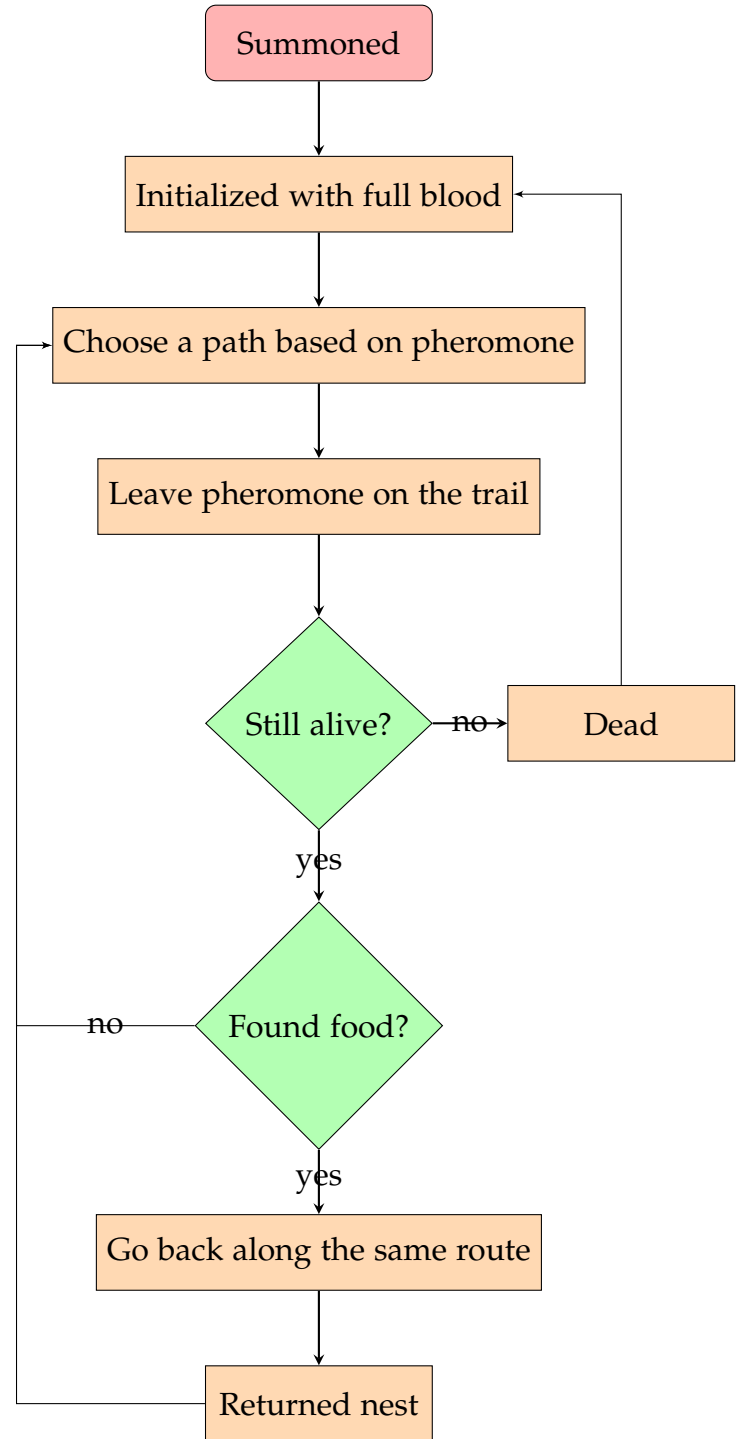 Summoned
Initialized with full blood
Choose a path based on pheromone
Leave pheromone on the trail
Still alive?
no
Dead
yes
Found food?
no
yes
Go back along the same route
Returned nest